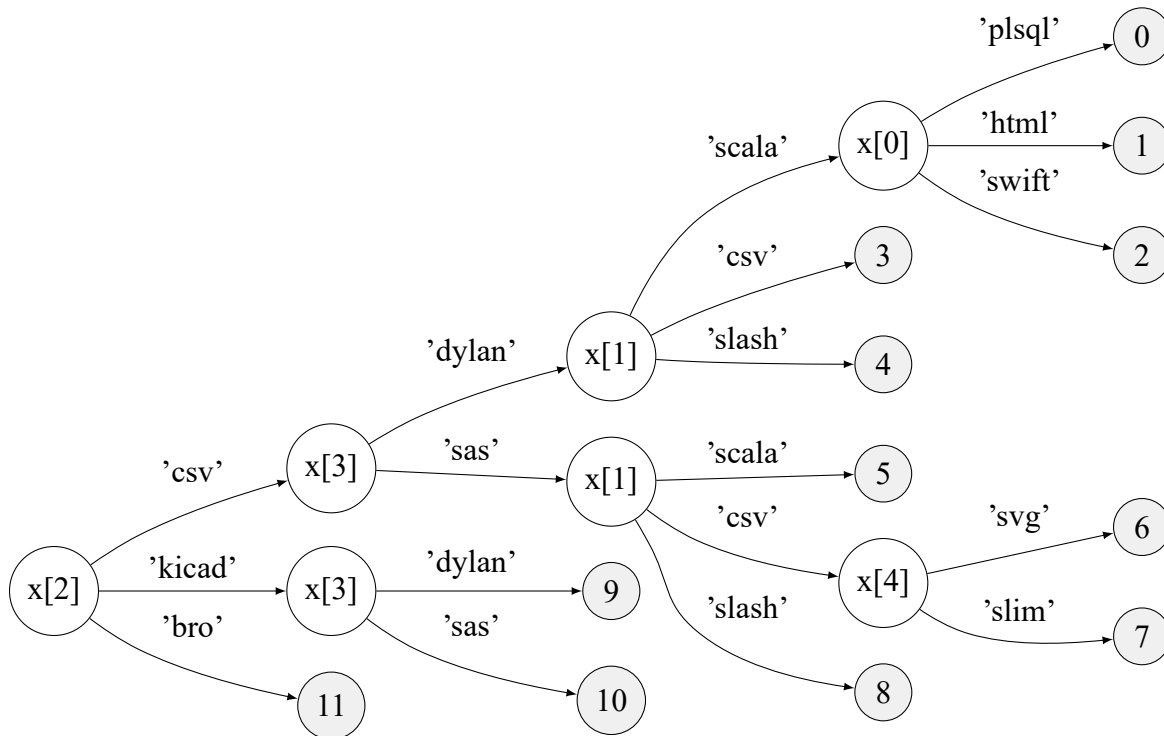 ’plsql’
0
’html’
1
x[0]
’scala’
’swift’
2
’csv’
3
’slash’
4
x[1]
’dylan’
’csv’
x[3]
’sas’
x[1]
’scala’
5
’csv’
’svg’
6
x[2]
’kicad’
x[3]
’dylan’
9
x[4]
’bro’
’sas’
’slash’
’slim’
7
11
10
8